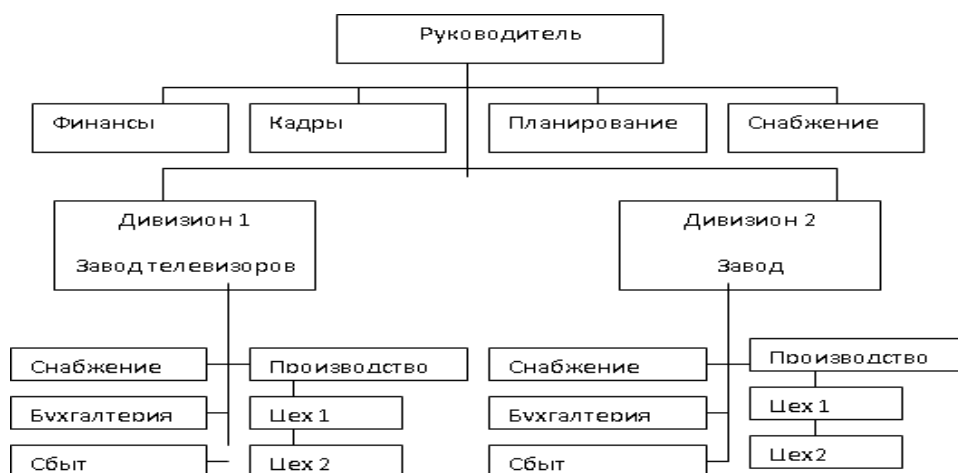 Руководитель
Финансы
Кадры
Планирование
Снабжение
Дивизион 1
Завод телевизоров
Дивизион 2
Завод
Снабжение
Производство
Бухгалтерия
Цех 1
Сбыт
Цех 2
Снабжение
Производство
Бухгалтерия
Цех 1
Сбыт
Цех2